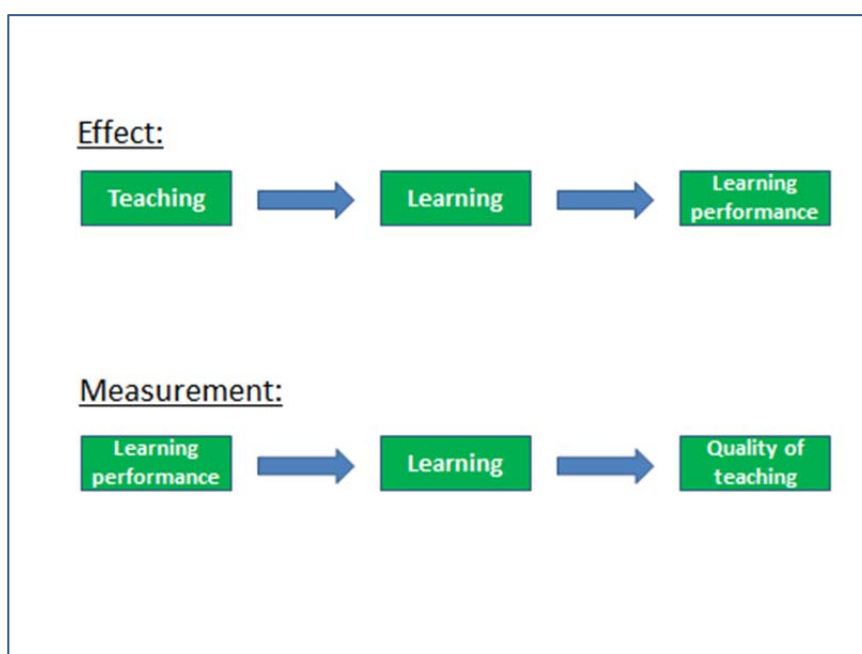 Effect:
Teaching
Learning
Learning
performance
Measurement:
Learning
performance
Learning
Quality of
teaching